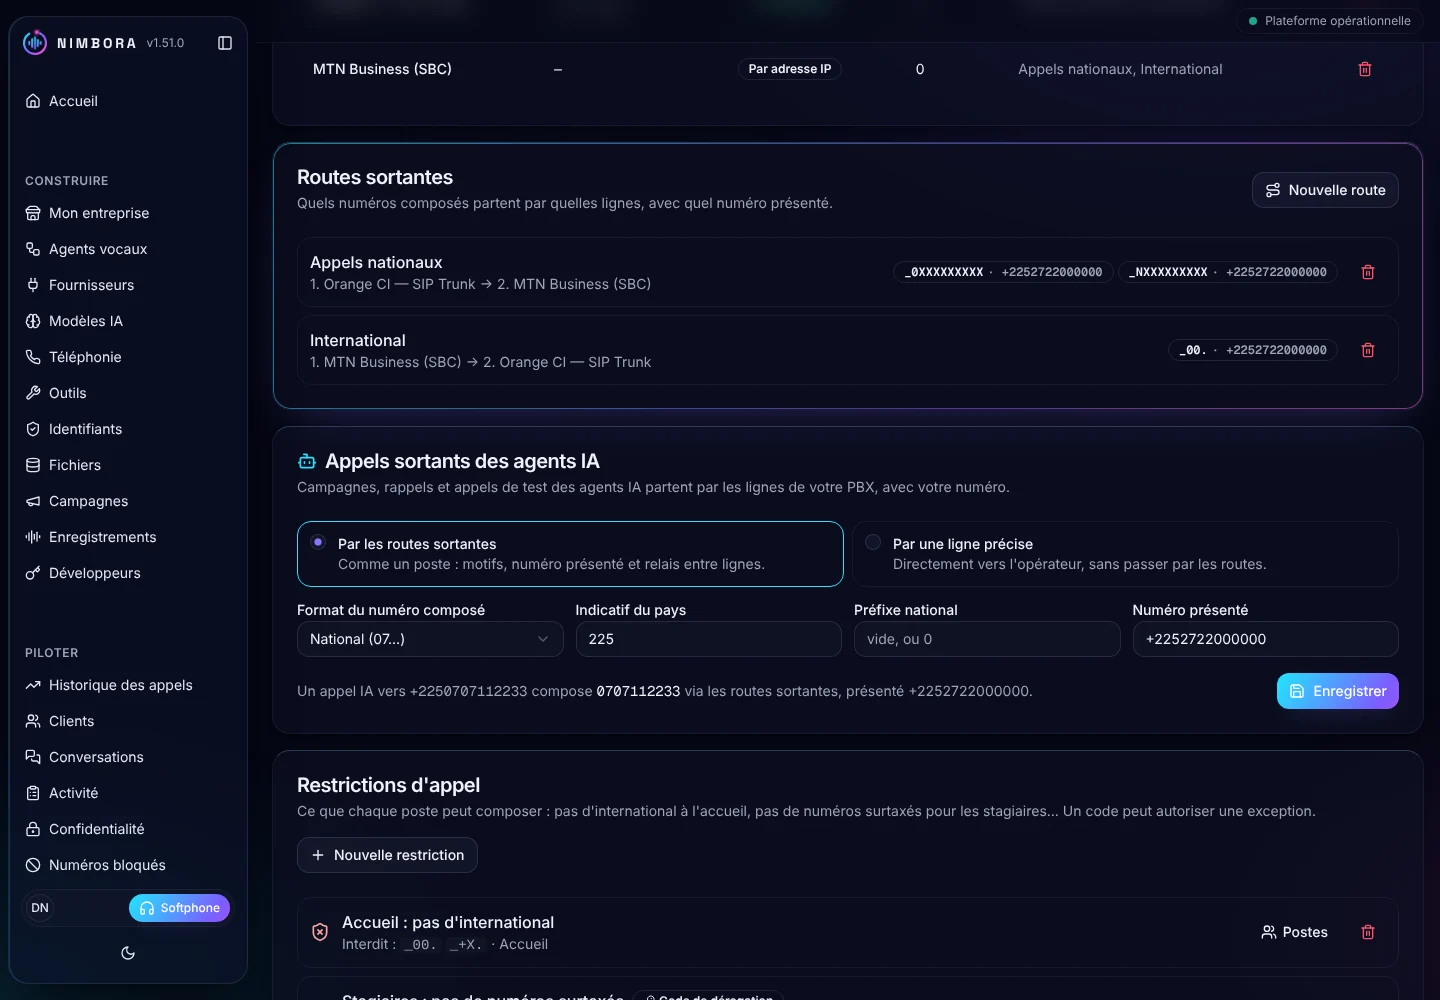 NIMBORA v1.51.0
Plateforme opérationnelle
MTN Business (SBC) – Par adresse IP 0 Appels nationaux, International
Accueil
CONSTRUIRE
Mon entreprise
Agents vocaux
Fournisseurs
Modèles IA
Téléphonie
Outils
Identifiants
Fichiers
Campagnes
Enregistrements
Développeurs
PILOTER
Historique des appels
Clients
Conversations
Activité
Confidentialité
Numéros bloqués
DN Softphone
Routes sortantes
Quels numéros composés partent par quelles lignes, avec quel numéro présenté.
Nouvelle route
Appels nationaux
1. Orange CI — SIP Trunk → 2. MTN Business (SBC)
_0XXXXXXXXX · +2252722000000 _NXXXXXXXXX · +2252722000000
International
1. MTN Business (SBC) → 2. Orange CI — SIP Trunk
_00. · +2252722000000
Appels sortants des agents IA
Campagnes, rappels et appels de test des agents IA partent par les lignes de votre PBX, avec votre numéro.
Par les routes sortantes
Comme un poste : motifs, numéro présenté et relais entre lignes.
Par une ligne précise
Directement vers l'opérateur, sans passer par les routes.
Format du numéro composé Indicatif du pays Préfixe national Numéro présenté
National (07…) 225 vide, ou 0 +2252722000000
Un appel IA vers +2250707112233 compose 0707112233 via les routes sortantes, présenté +2252722000000.
Enregistrer
Restrictions d'appel
Ce que chaque poste peut composer : pas d'international à l'accueil, pas de numéros surtaxés pour les stagiaires… Un code peut autoriser une exception.
Nouvelle restriction
Accueil : pas d'international
Interdit : _00. _+X. · Accueil
Postes
Stagiaires : pas de numéros surtaxés Code de dérogation